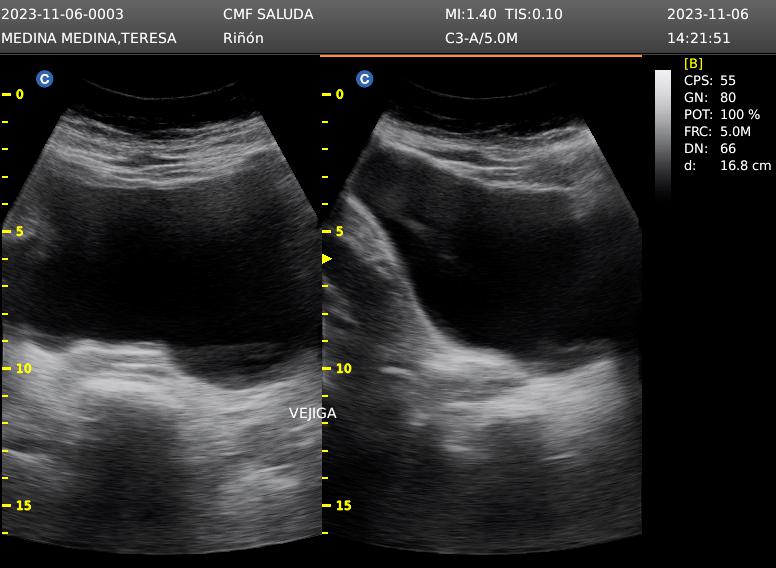 2023-11-06-0003 CMF SALUDA MI:1.40 TIS:0.10 2023-11-06
MEDINA MEDINA,TERESA Riñón C3-A/5.0M 14:21:51
[B]
C C CPS: 55
0 0 GN: 80
POT: 100 %
FRC: 5.0M
DN: 66
d: 16.8 cm
5 5
10 10
VEJIGA
15 15